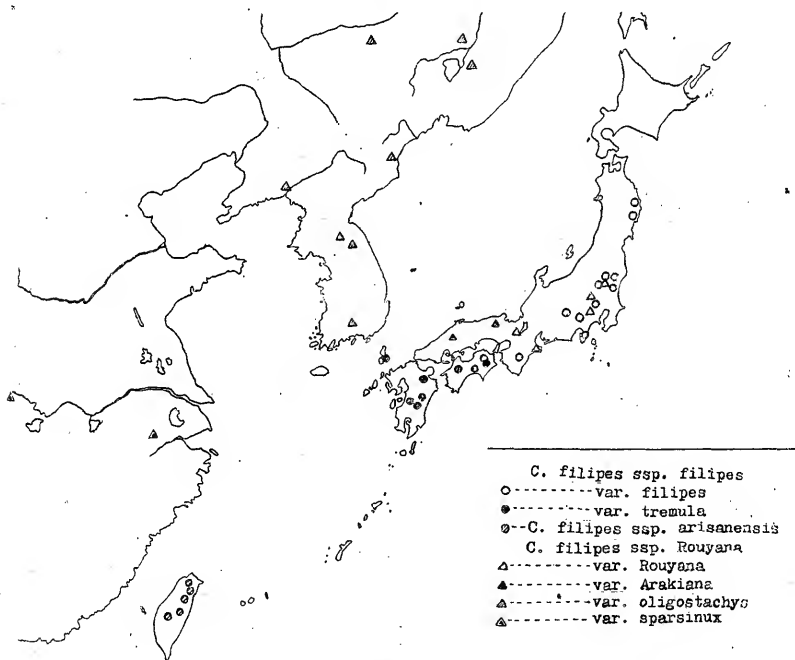 C. filipes ssp. filipes
o----------var. filipes
●----------var. tremula
⊘--C. filipes ssp. arisanensis
C. filipes ssp. Rouyana
△----------var. Rouyana
▲----------var. Arakiana
△----------var. oligostachys
△----------var. sparsinux